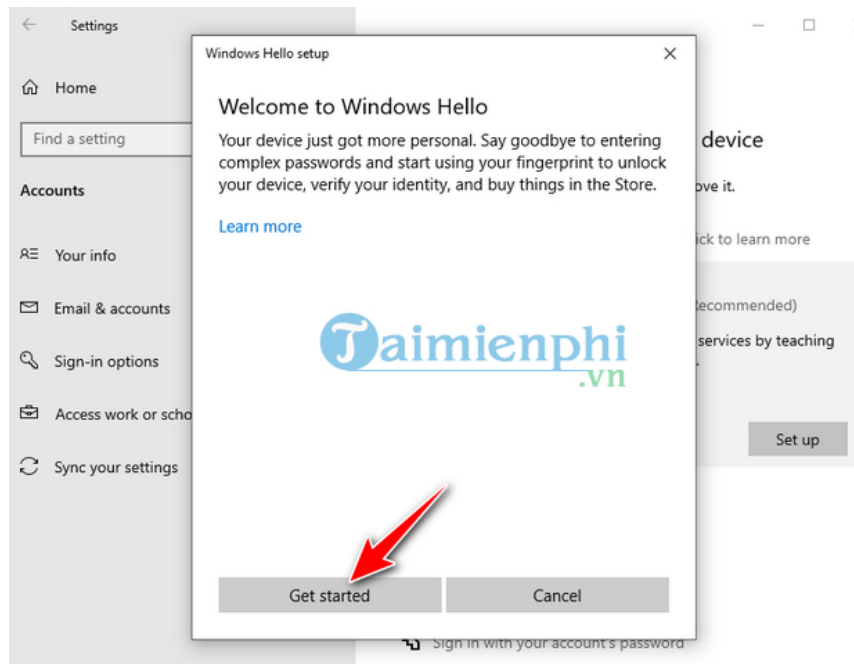 Settings
Windows Hello setup
Home
Find a setting
Accounts
Your info
Email & accounts
Sign-in options
Access work or scho
Sync your settings
Welcome to Windows Hello
Your device just got more personal. Say goodbye to entering
complex passwords and start using your fingerprint to unlock
your device, verify your identity, and buy things in the Store.
Learn more
Taimienphi
.vn
Get started
Cancel
device
ove it.
ick to learn more
ecommended)
services by teaching
Set up
Sign in with your account's password